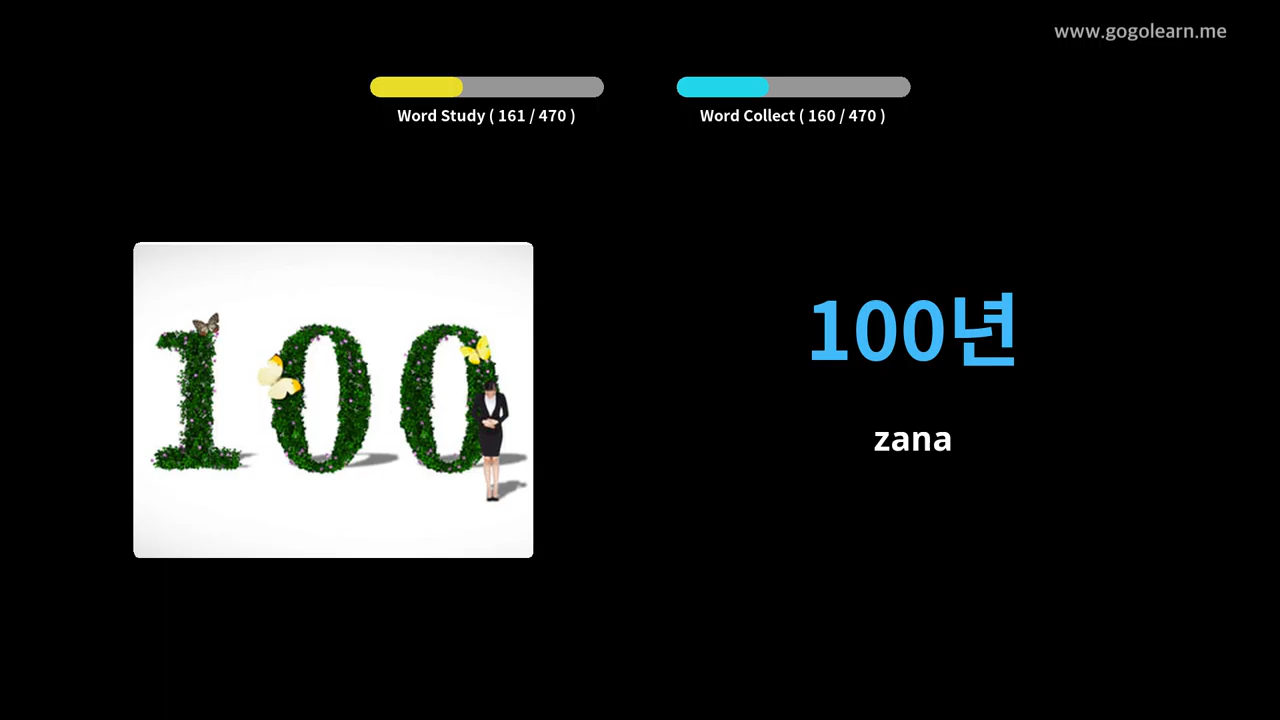 www.gogolearn.me
Word Study ( 161 / 470 )
Word Collect ( 160 / 470 )
100
100년
zana